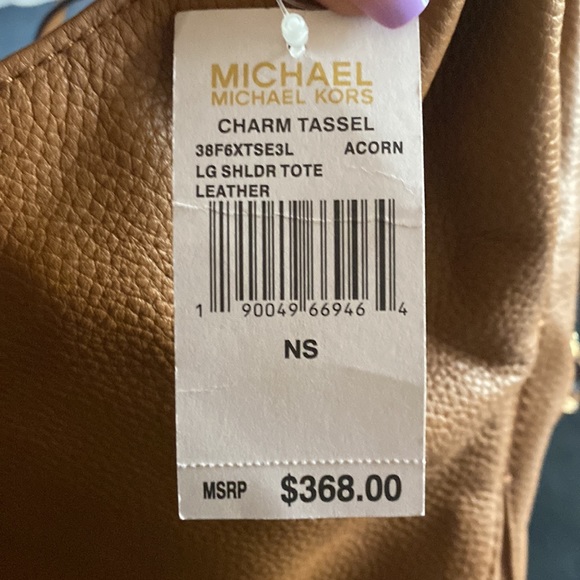 MICHAEL
MICHAEL KORS
CHARM TASSEL
38F6XTSE3L ACORN
LG SHLDR TOTE
LEATHER
1 90049 66946 4
NS
MSRP $368.00